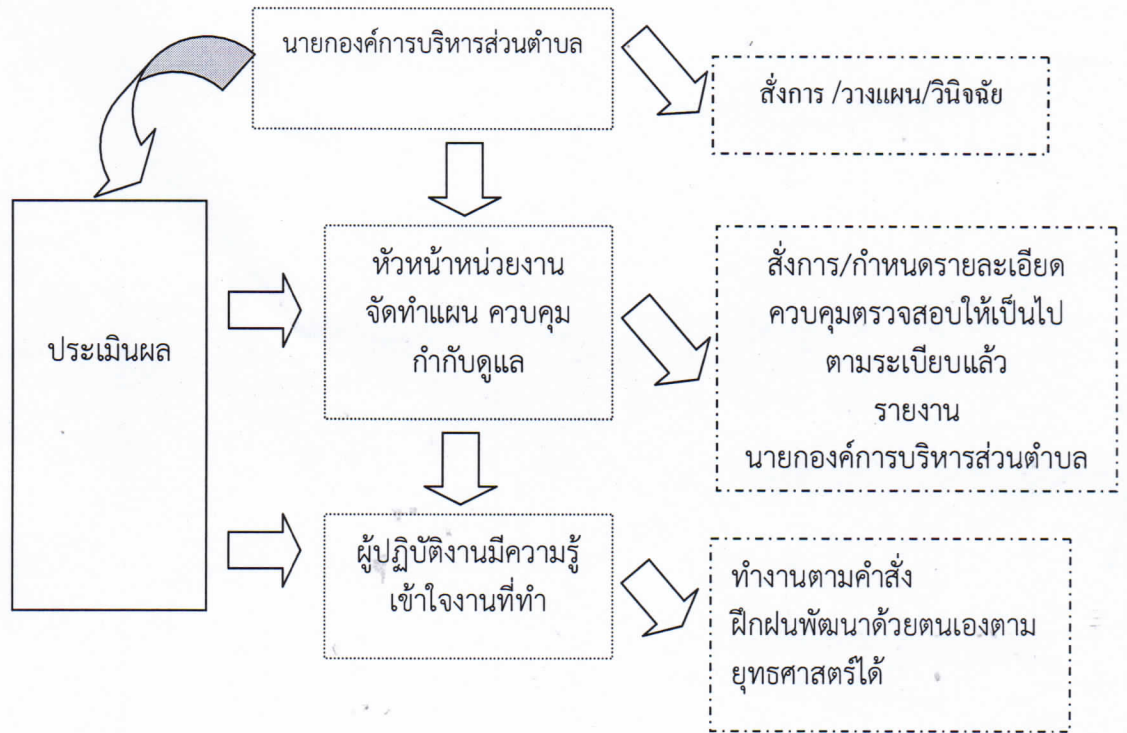 นายกองค์การบริหารส่วนตำบล
สั่งการ /วางแผน/วินิจฉัย
ประเมินผล
หัวหน้าหน่วยงาน
จัดทำแผน ควบคุม
กำกับดูแล
สั่งการ/กำหนดรายละเอียด
ควบคุมตรวจสอบให้เป็นไป
ตามระเบียบแล้ว
รายงาน
นายกองค์การบริหารส่วนตำบล
ผู้ปฏิบัติงานมีความรู้
เข้าใจงานที่ทำ
ทำงานตามคำสั่ง
ฝึกฝนพัฒนาด้วยตนเองตาม
ยุทธศาสตร์ได้